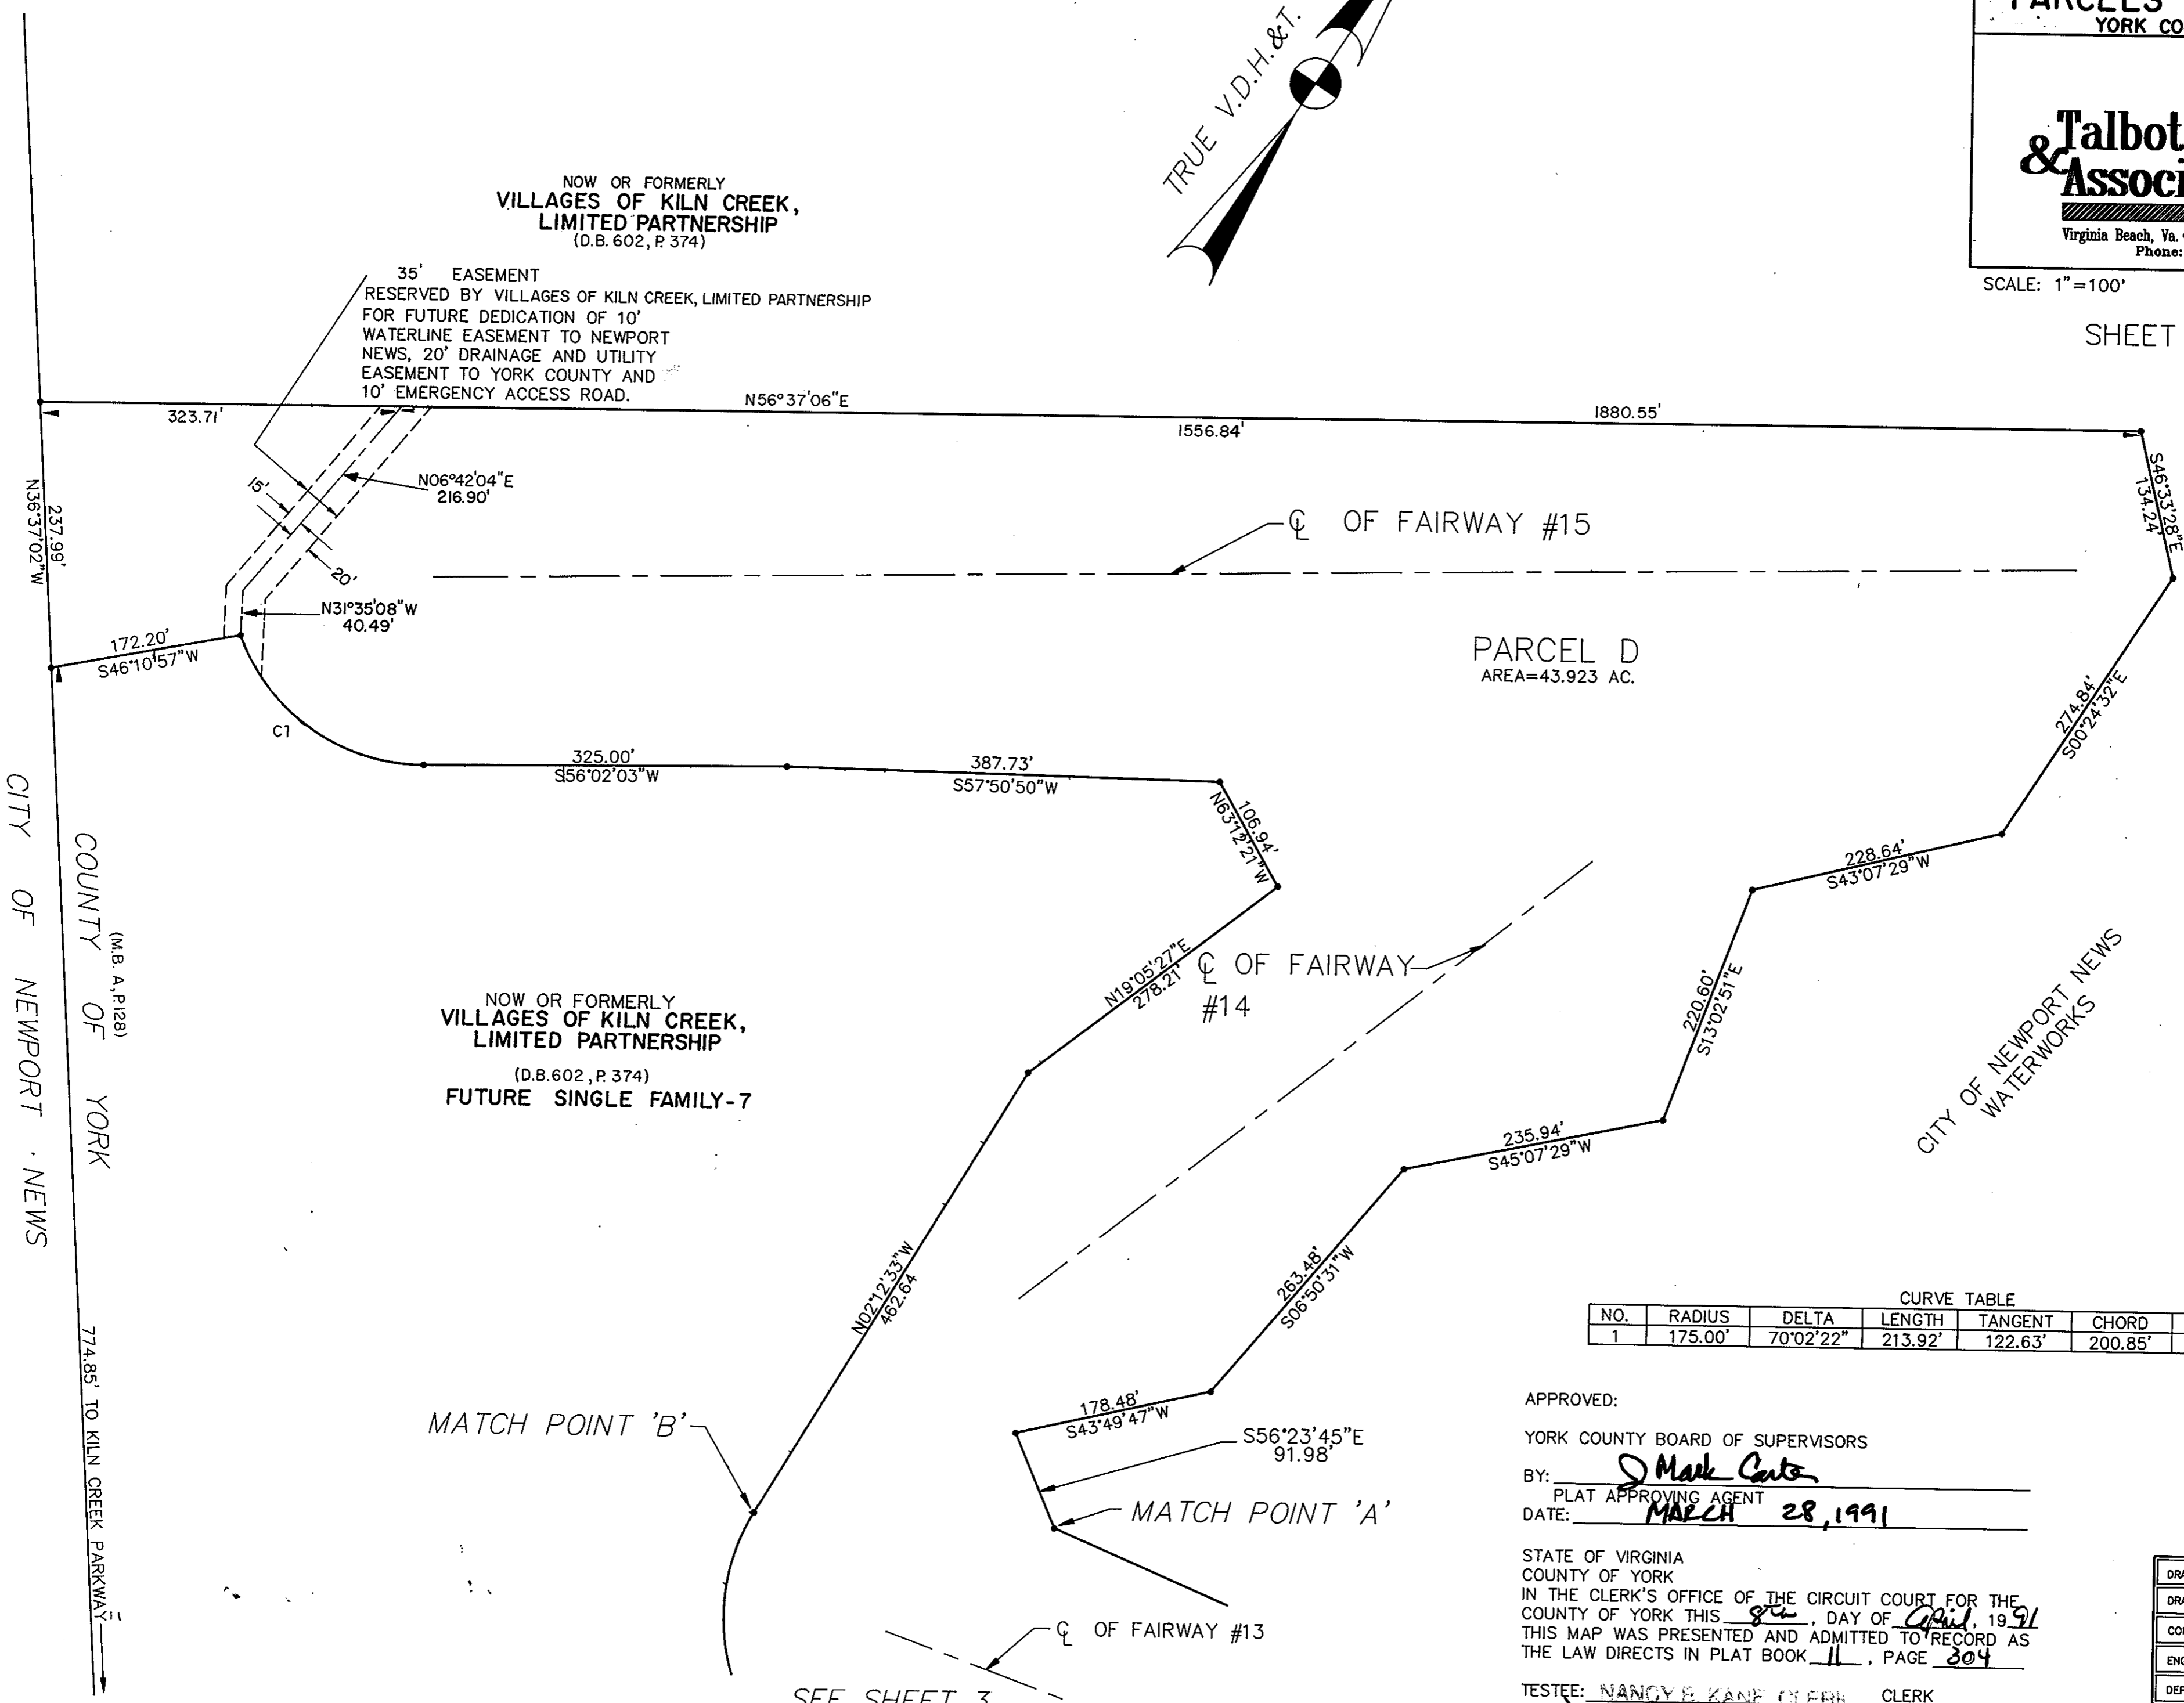 PARCELS
YORK CO
TRUE V.D.H.&T.
&Talbot
Associ
Virginia Beach, Va.
Phone:
SCALE: 1"=100'
SHEET
NOW OR FORMERLY
VILLAGES OF KILN CREEK,
LIMITED PARTNERSHIP
(D.B. 602, P. 374)
35' EASEMENT
RESERVED BY VILLAGES OF KILN CREEK, LIMITED PARTNERSHIP
FOR FUTURE DEDICATION OF 10'
WATERLINE EASEMENT TO NEWPORT
NEWS, 20' DRAINAGE AND UTILITY
EASEMENT TO YORK COUNTY AND
10' EMERGENCY ACCESS ROAD.
323.71'
N56°37'06"E
1880.55'
1556.84'
S46°33'28"E
134.24'
N06°42'04"E
216.90'
15'
20'
237.99'
N36°37'02"W
N31°35'08"W
40.49'
172.20'
S46°10'57"W
C1
℄ OF FAIRWAY #15
PARCEL D
AREA=43.923 AC.
274.84'
S00°24'32"E
325.00'
S56°02'03"W
387.73'
S57°50'50"W
106.94'
N63°12'21"W
228.64'
S43°07'29"W
N19°05'27"E
278.21'
℄ OF FAIRWAY
#14
220.60'
S13°02'51"E
CITY OF NEWPORT NEWS
WATERWORKS
CITY OF NEWPORT NEWS
COUNTY OF YORK
(M.B. A, P.128)
NOW OR FORMERLY
VILLAGES OF KILN CREEK,
LIMITED PARTNERSHIP
(D.B.602, P. 374)
FUTURE SINGLE FAMILY-7
235.94'
S45°07'29"W
263.48'
S06°50'31"W
N02°12'33"W
462.64
CURVE TABLE
NO. RADIUS DELTA LENGTH TANGENT CHORD
1 175.00' 70°02'22" 213.92' 122.63' 200.85'
774.85' TO KILN CREEK PARKWAY
178.48'
S43°49'47"W
MATCH POINT 'B'
S56°23'45"E
91.98'
MATCH POINT 'A'
℄ OF FAIRWAY #13
SEE SHEET 3
APPROVED:
YORK COUNTY BOARD OF SUPERVISORS
BY: J Mark Carter
PLAT APPROVING AGENT
DATE: MARCH 28, 1991
STATE OF VIRGINIA
COUNTY OF YORK
IN THE CLERK'S OFFICE OF THE CIRCUIT COURT FOR THE
COUNTY OF YORK THIS 8th, DAY OF April, 1991
THIS MAP WAS PRESENTED AND ADMITTED TO RECORD AS
THE LAW DIRECTS IN PLAT BOOK 11, PAGE 304
TESTEE: NANCY B. KANE CLERK CLERK
DRA
DRA
CO
ENG
DEP